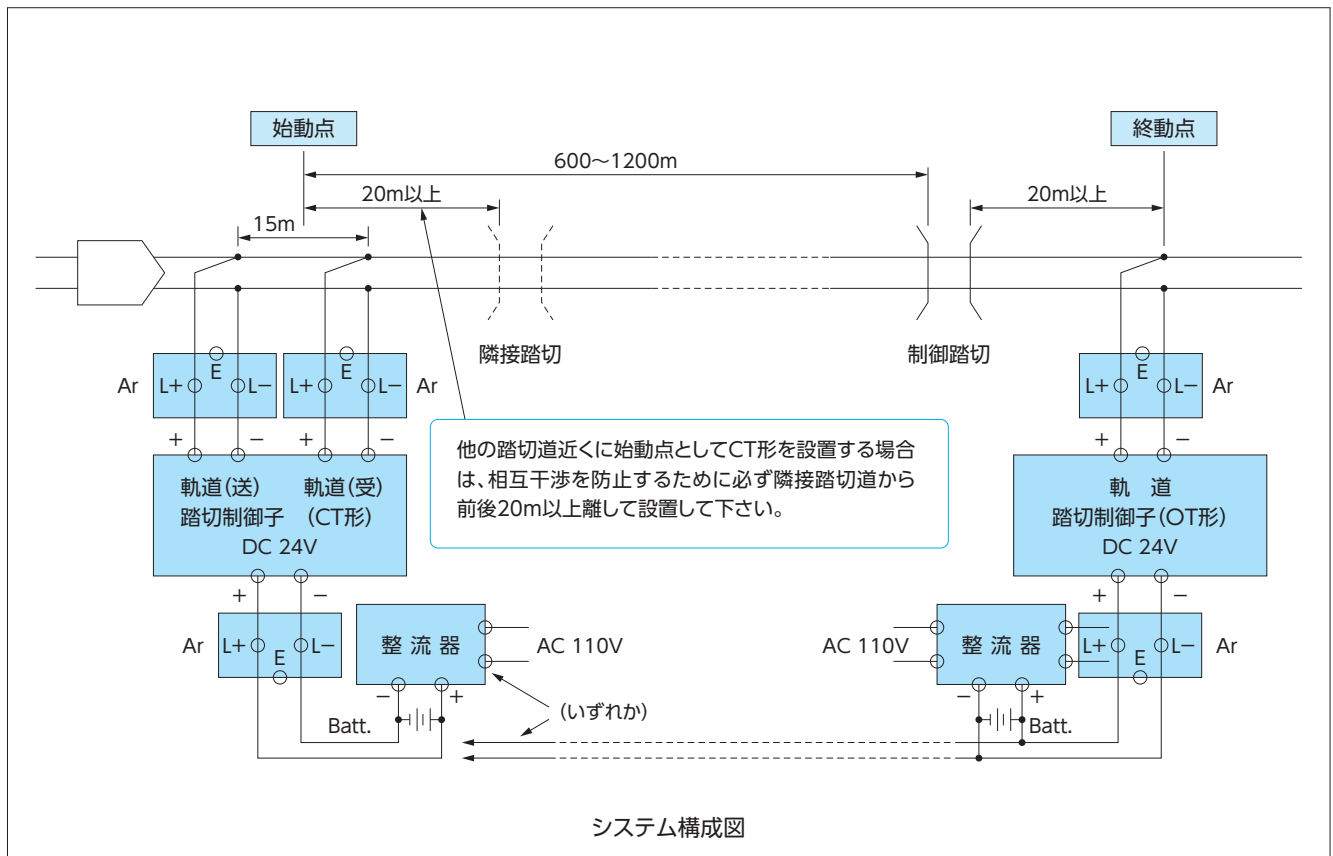 始動点
終動点
600～1200m
20m以上
20m以上
15m
隣接踏切
制御踏切
Ar L+ E L− L+ E L− Ar
L+ E L− Ar
+ − + −
+ −
他の踏切道近くに始動点としてCT形を設置する場合
は、相互干渉を防止するために必ず隣接踏切道から
前後20m以上離して設置して下さい。
軌道(送) 軌道(受)
踏切制御子 (CT形)
DC 24V
軌 道
踏切制御子(OT形)
DC 24V
+ −
+ −
Ar L+ E L−
整 流 器
AC 110V
AC 110V
整 流 器
L+ E L− Ar
− +
− +
(いずれか)
Batt.
Batt.
システム構成図